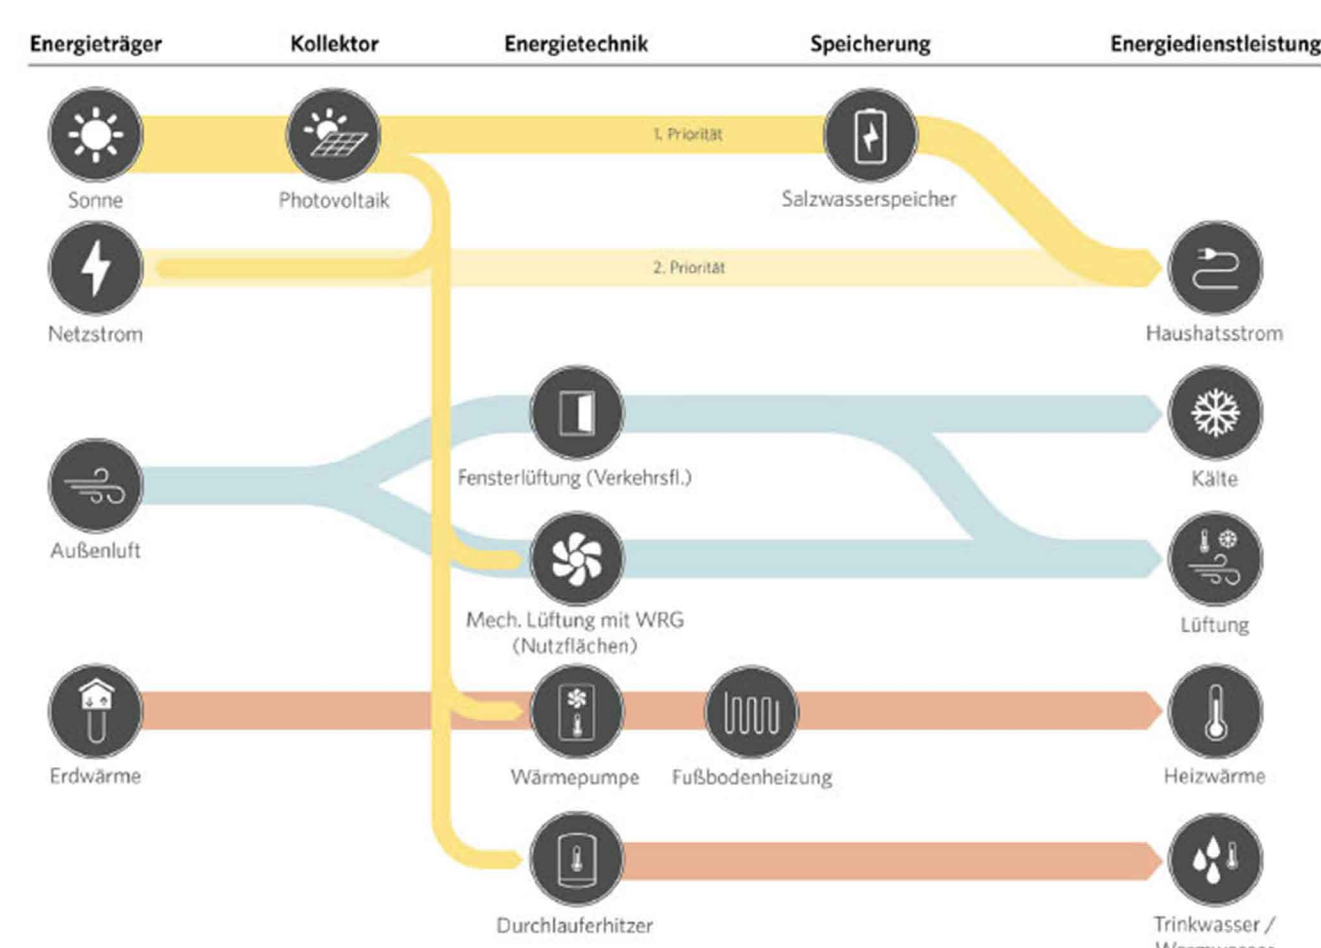 Energieträger
Kollektor
Energietechnik
Speicherung
Energiedienstleistung
1. Priorität
Sonne
Photovoltaik
Salzwasserspeicher
2. Priorität
Netzstrom
Haushatsstrom
Fensterlüftung (Verkehrsfl.)
Kälte
Außenluft
Mech. Lüftung mit WRG
(Nutzflächen)
Lüftung
Erdwärme
Wärmepumpe
Fußbodenheizung
Heizwärme
Durchlauferhitzer
Trinkwasser /